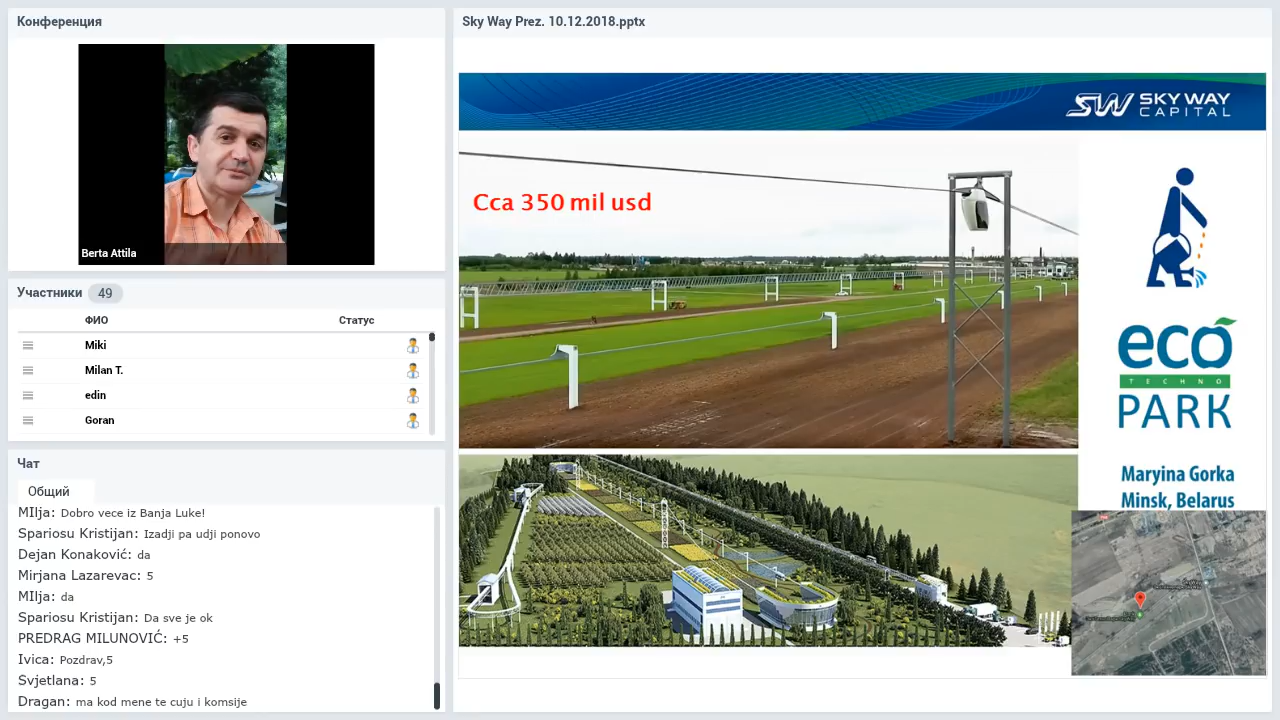 Конференция
Berta Attila
Участники 49
ФИО Статус
Miki
Milan T.
edin
Goran
Чат
Общий
MIlja: Dobro vece iz Banja Luke!
Spariosu Kristijan: Izadji pa udji ponovo
Dejan Konaković: da
Mirjana Lazarevac: 5
MIlja: da
Spariosu Kristijan: Da sve je ok
PREDRAG MILUNOVIĆ: +5
Ivica: Pozdrav,5
Svjetlana: 5
Dragan: ma kod mene te cuju i komsije
Sky Way Prez. 10.12.2018.pptx
SW SKY WAY
CAPITAL
Cca 350 mil usd
eco
TECHNO
PARK
Maryina Gorka
Minsk, Belarus